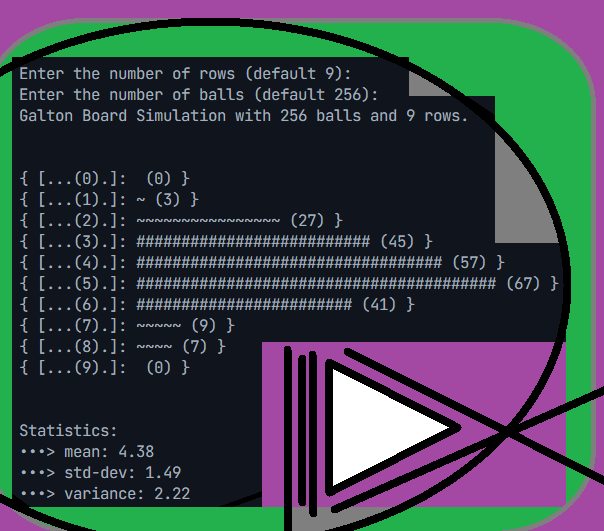 Enter the number of rows (default 9):
Enter the number of balls (default 256):
Galton Board Simulation with 256 balls and 9 rows.
{ [...(0).]:  (0) }
{ [...(1).]: ~ (3) }
{ [...(2).]: ~~~~~~~~~~~~~~~~ (27) }
{ [...(3).]: ########################## (45) }
{ [...(4).]: ################################## (57) }
{ [...(5).]: ######################################## (67) }
{ [...(6).]: ######################## (41) }
{ [...(7).]: ~~~~~ (9) }
{ [...(8).]: ~~~~ (7) }
{ [...(9).]:  (0) }
Statistics:
•••> mean: 4.38
•••> std-dev: 1.49
•••> variance: 2.22